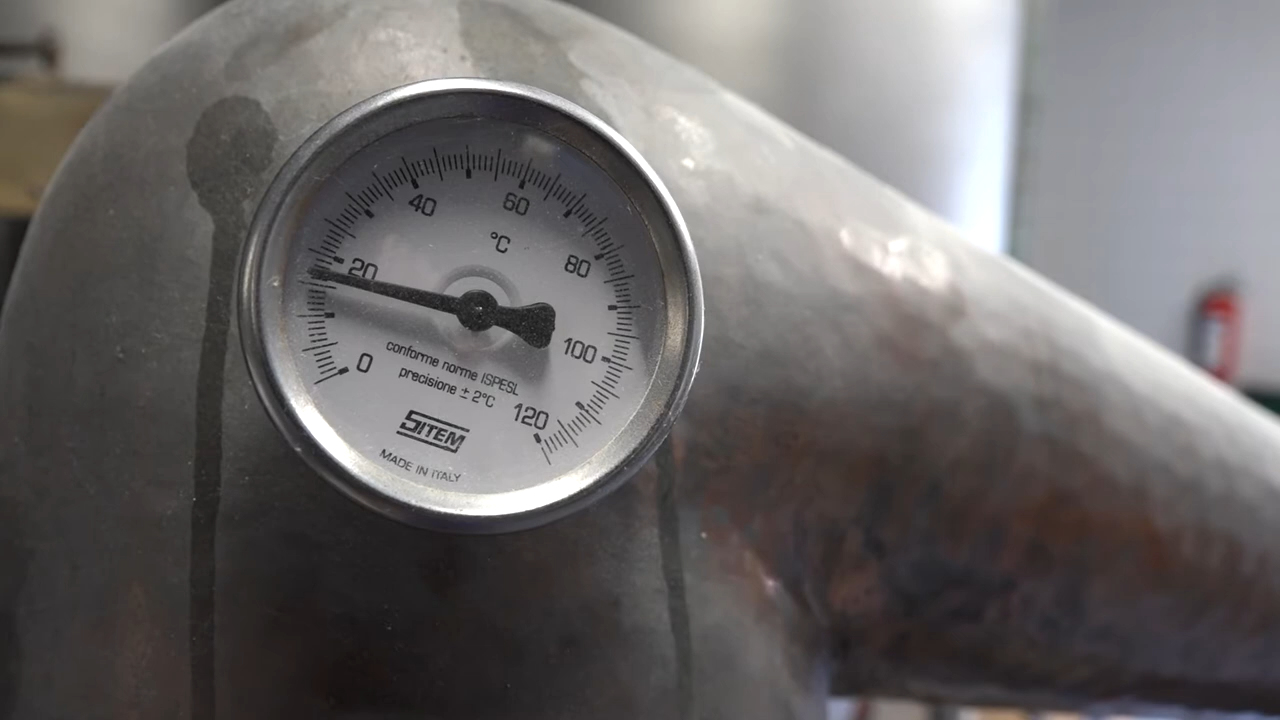 0
20
40
60
80
100
120
°C
conforme norme ISPESL
precisione ± 2°C
SITEM
MADE IN ITALY